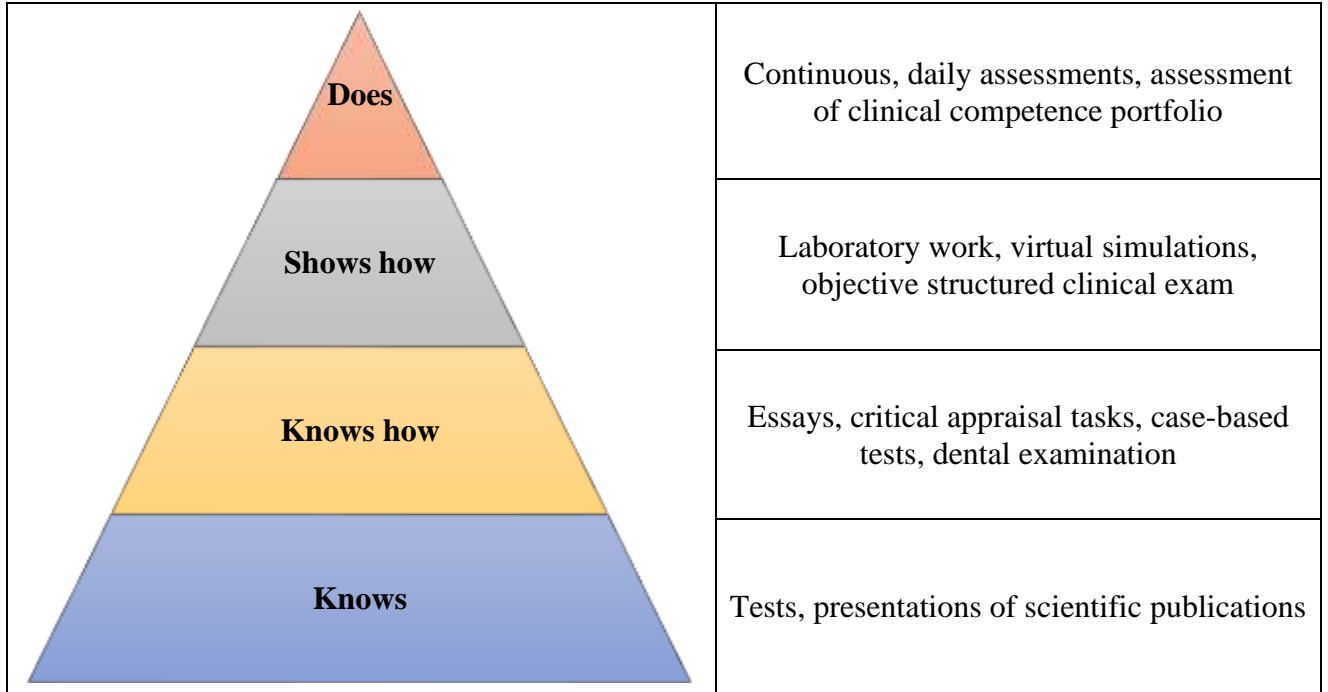 Does
Continuous, daily assessments, assessment
of clinical competence portfolio
Shows how
Laboratory work, virtual simulations,
objective structured clinical exam
Knows how
Essays, critical appraisal tasks, case-based
tests, dental examination
Knows
Tests, presentations of scientific publications